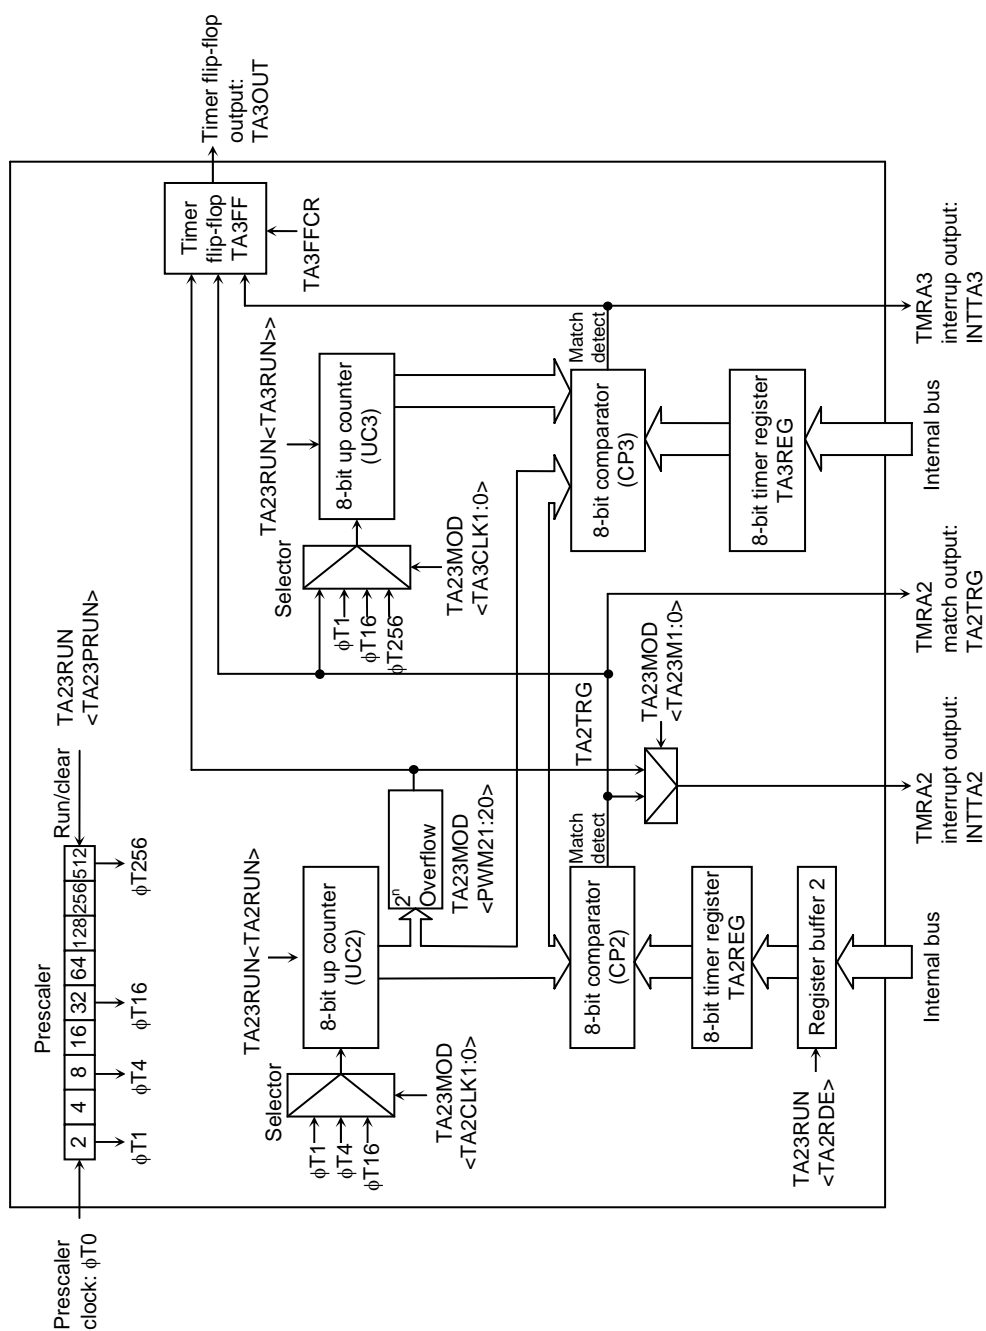 Prescaler
clock: ϕT0
Prescaler
2 4 8 16 32 64 128 256 512
Run/clear
TA23RUN
<TA23PRUN>
ϕT1
ϕT4
ϕT16
ϕT256
Timer flip-flop
output:
TA3OUT
Timer
flip-flop
TA3FF
TA3FFCR
Selector
ϕT1
ϕT4
ϕT16
TA23MOD
<TA2CLK1:0>
TA23RUN<TA2RUN>
8-bit up counter
(UC2)
2n
Overflow
TA23MOD
<PWM21:20>
Selector
ϕT1
ϕT16
ϕT256
TA23MOD
<TA3CLK1:0>
TA23RUN<TA3RUN>>
8-bit up counter
(UC3)
TA2TRG
8-bit comparator
(CP2)
Match
detect
8-bit comparator
(CP3)
Match
detect
TA23MOD
<TA23M1:0>
8-bit timer register
TA2REG
8-bit timer register
TA3REG
Register buffer 2
TA23RUN
<TA2RDE>
Internal bus
TMRA2
interrupt output:
INTTA2
TMRA2
match output:
TA2TRG
Internal bus
TMRA3
interrup output:
INTTA3